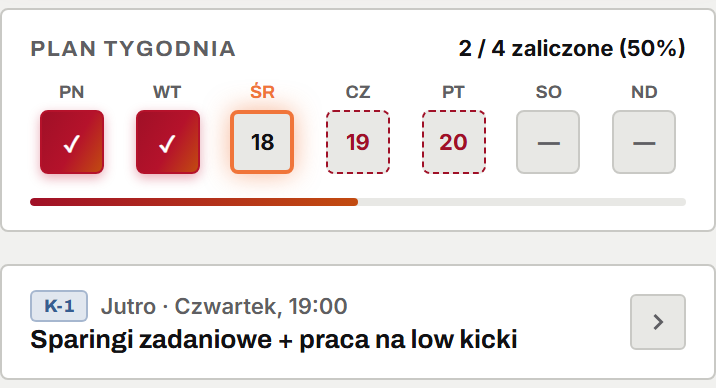 PLAN TYGODNIA 2 / 4 zaliczone (50%)
PN WT ŚR CZ PT SO ND
✓ ✓ 18 19 20 — —
K-1 Jutro · Czwartek, 19:00
Sparingi zadaniowe + praca na low kicki